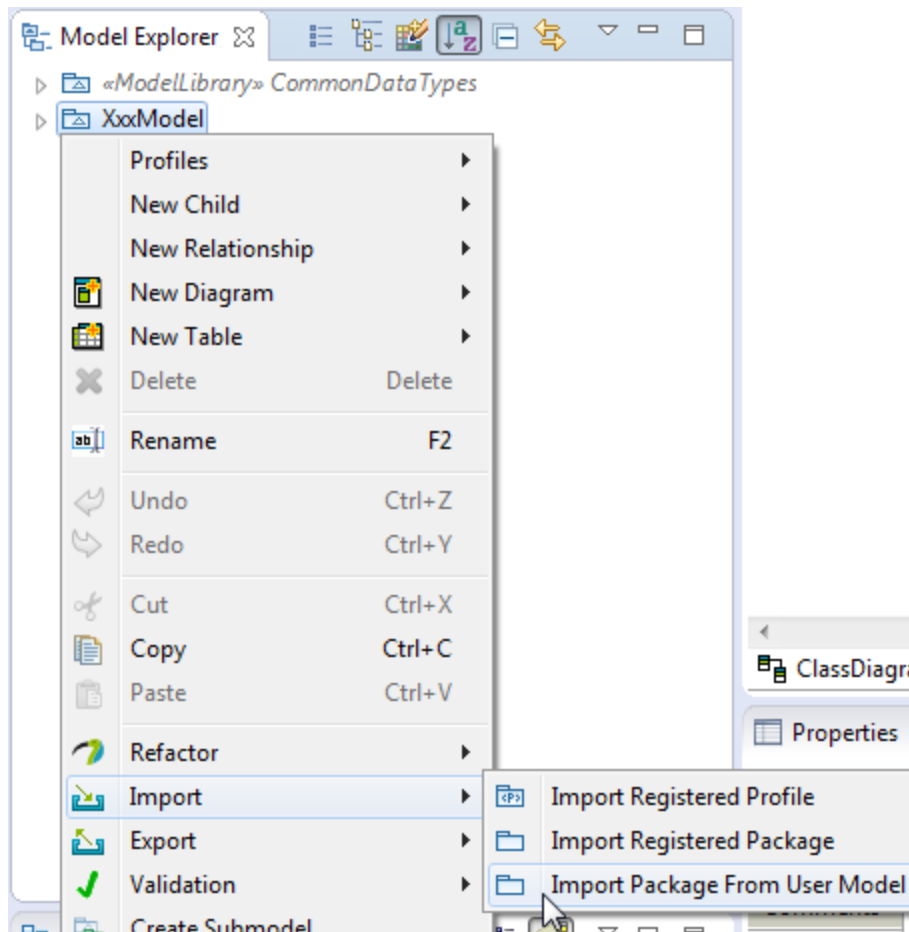 Model Explorer
«ModelLibrary» CommonDataTypes
XxxModel
Profiles
New Child
New Relationship
New Diagram
New Table
Delete Delete
Rename F2
Undo Ctrl+Z
Redo Ctrl+Y
Cut Ctrl+X
Copy Ctrl+C
Paste Ctrl+V
Refactor
Import
Export
Validation
Create Submodel
ClassDiagra
Properties
Import Registered Profile
Import Registered Package
Import Package From User Model